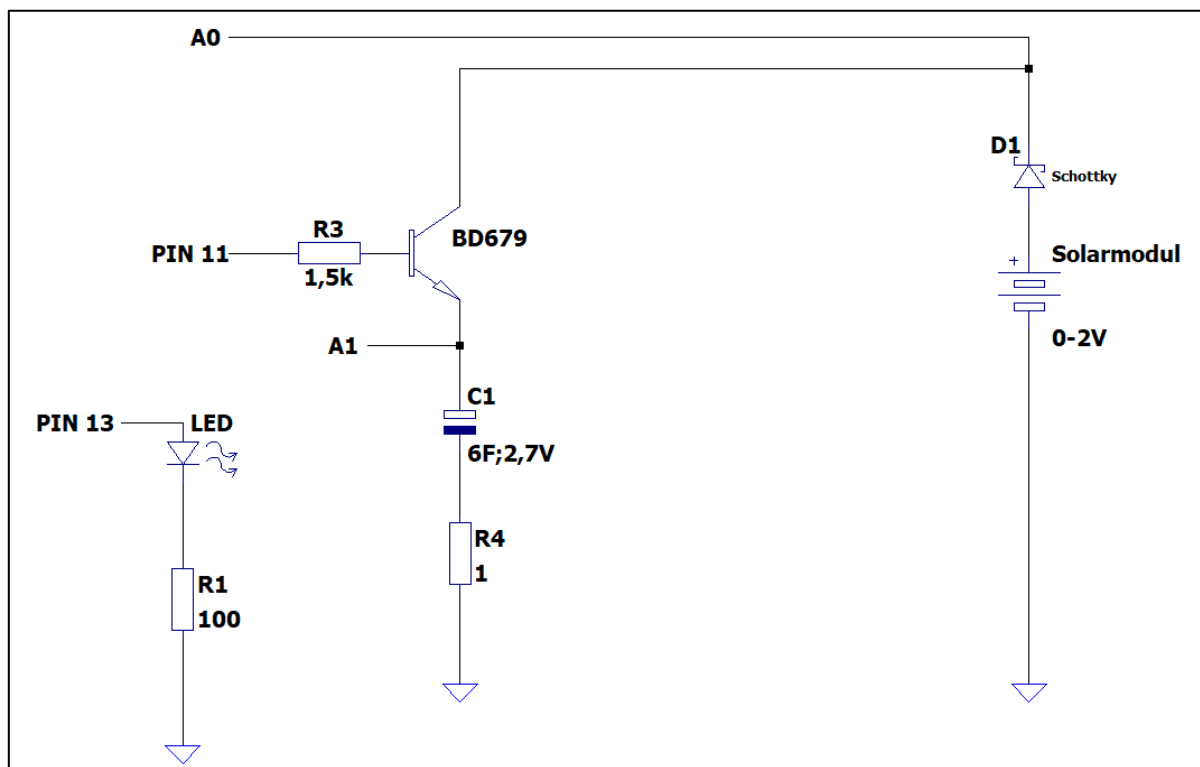 A0
D1
Schottky
R3
BD679
PIN 11
1,5k
+
Solarmodul
0-2V
A1
C1
PIN 13
LED
6F;2,7V
R4
1
R1
100